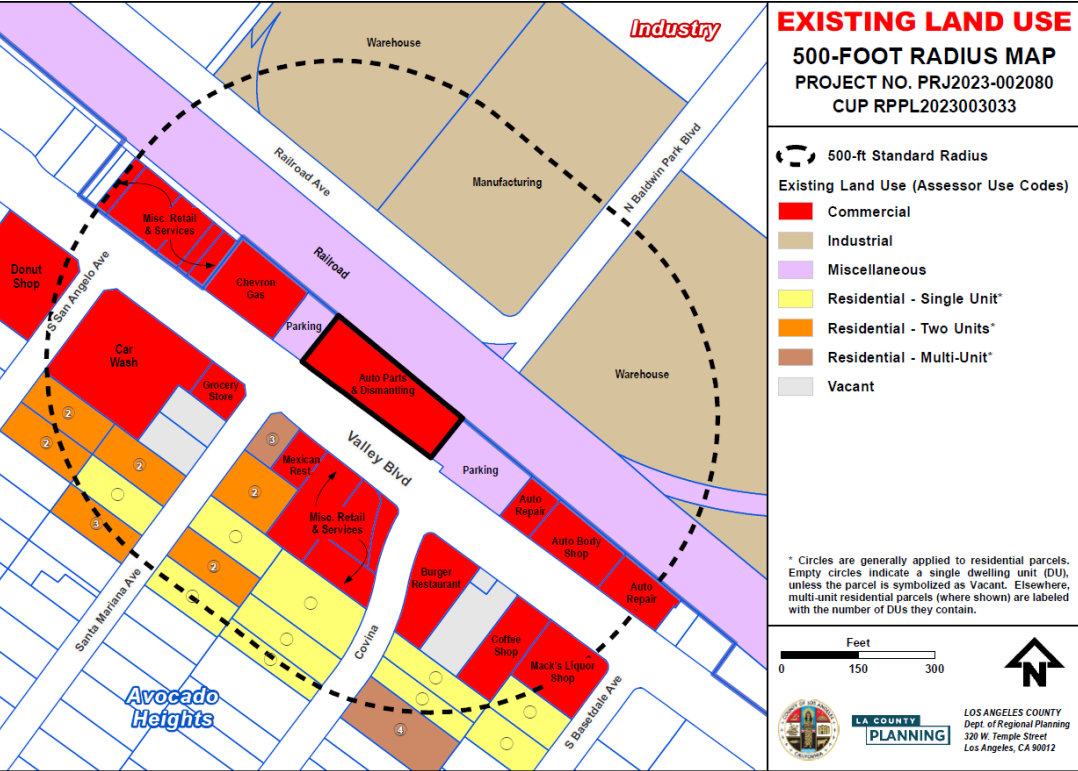 EXISTING LAND USE
500-FOOT RADIUS MAP
PROJECT NO. PRJ2023-002080
CUP RPPL2023003033
500-ft Standard Radius
Existing Land Use (Assessor Use Codes)
Commercial
Industrial
Miscellaneous
Residential - Single Unit*
Residential - Two Units*
Residential - Multi-Unit*
Vacant
* Circles are generally applied to residential parcels.
Empty circles indicate a single dwelling unit (DU),
unless the parcel is symbolized as Vacant. Elsewhere,
multi-unit residential parcels (where shown) are labeled
with the number of DUs they contain.
Feet
0 150 300
N
LA COUNTY
PLANNING
LOS ANGELES COUNTY
Dept. of Regional Planning
320 W. Temple Street
Los Angeles, CA 90012
Industry
Warehouse
Railroad Ave
N Baldwin Park Blvd
Manufacturing
Misc. Retail
& Services
Railroad
Donut
Shop
S San Angelo Ave
Chevron
Gas
Parking
Car
Wash
Grocery
Store
Auto Parts
& Dismantling
Warehouse
2
2
2
3
3
Mexican
Rest.
Valley Blvd
Parking
2
Misc. Retail
& Services
Auto
Repair
Auto Body
Shop
2
Burger
Restaurant
Auto
Repair
Santa Mariana Ave
Covina
Coffee
Shop
Mack's Liquor
Shop
Avocado
Heights
4
S Basetdale Ave